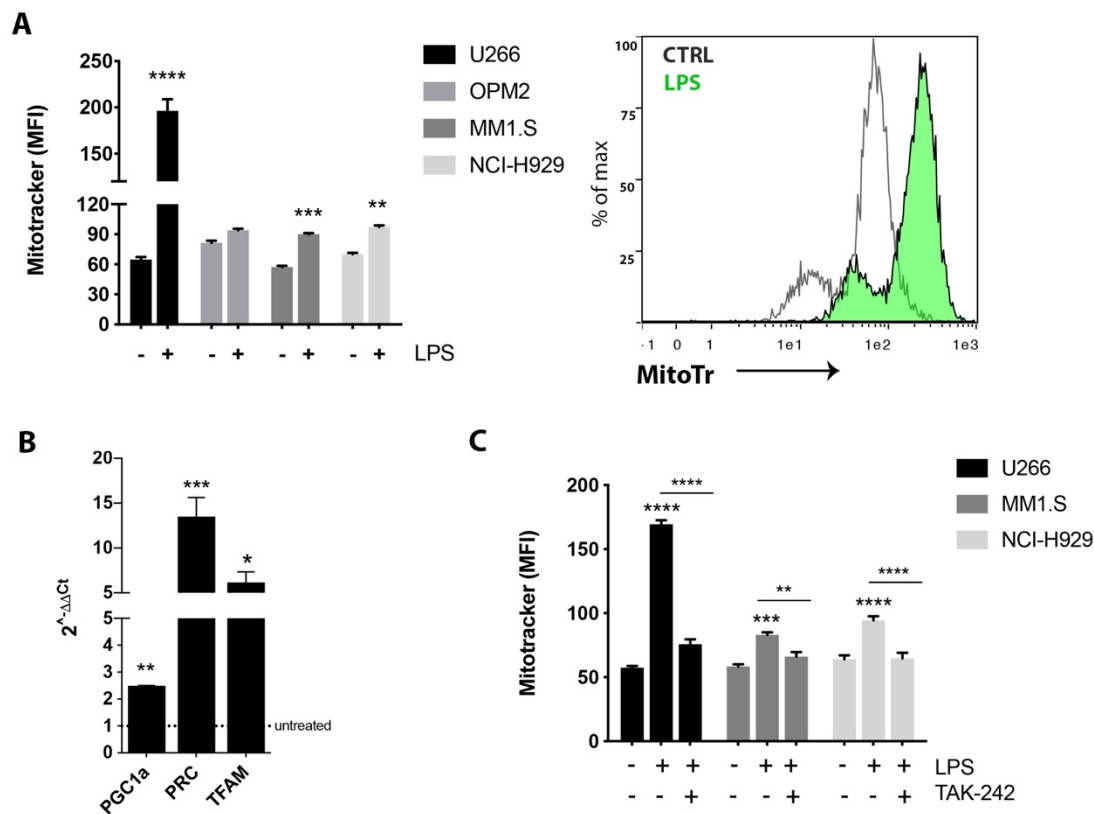 A
Mitotracker (MFI)
250
200
150
120
90
60
30
0
****
***
**
- + - + - + - + LPS
U266
OPM2
MM1.S
NCI-H929
CTRL
LPS
% of max
100
75
50
25
-1 0 1 1e1 1e2 1e3
MitoTr
B
2^-ΔΔCt
20
15
10
5
5
4
3
2
1
0
**
***
*
untreated
PGC1a PRC TFAM
C
Mitotracker (MFI)
200
150
100
50
0
****
****
**
***
****
****
U266
MM1.S
NCI-H929
- + + - + + - + + LPS
- - + - - + - - + TAK-242